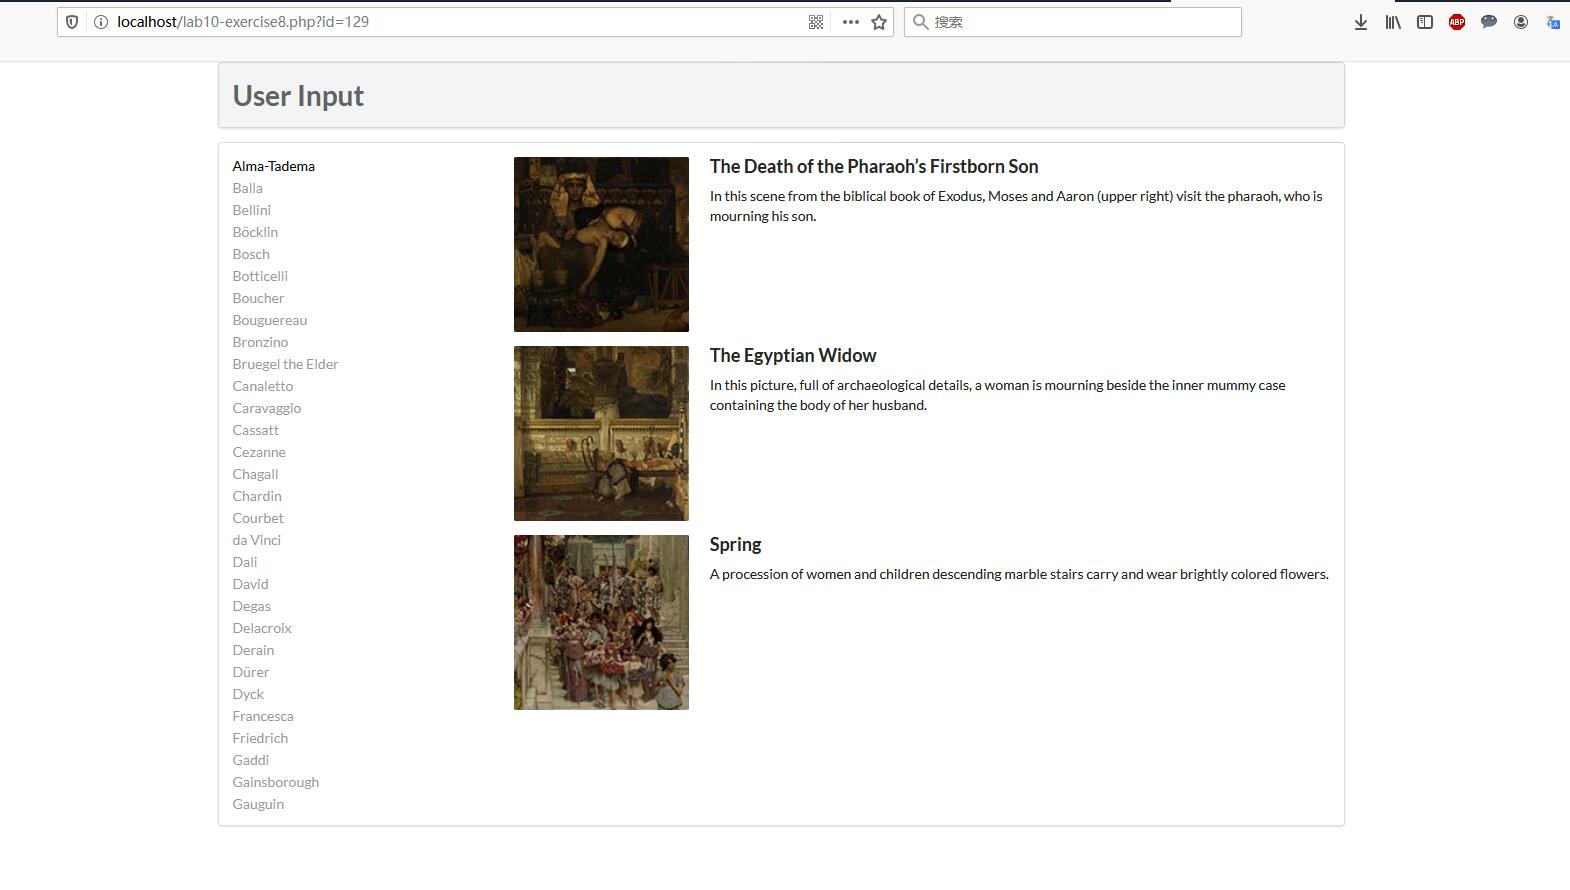 localhost/lab10-exercise8.php?id=129
搜索
ABP
User Input
Alma-Tadema
Balla
Bellini
Böcklin
Bosch
Botticelli
Boucher
Bouguereau
Bronzino
Bruegel the Elder
Canaletto
Caravaggio
Cassatt
Cezanne
Chagall
Chardin
Courbet
da Vinci
Dali
David
Degas
Delacroix
Derain
Dürer
Dyck
Francesca
Friedrich
Gaddi
Gainsborough
Gauguin
The Death of the Pharaoh’s Firstborn Son
In this scene from the biblical book of Exodus, Moses and Aaron (upper right) visit the pharaoh, who is
mourning his son.
The Egyptian Widow
In this picture, full of archaeological details, a woman is mourning beside the inner mummy case
containing the body of her husband.
Spring
A procession of women and children descending marble stairs carry and wear brightly colored flowers.